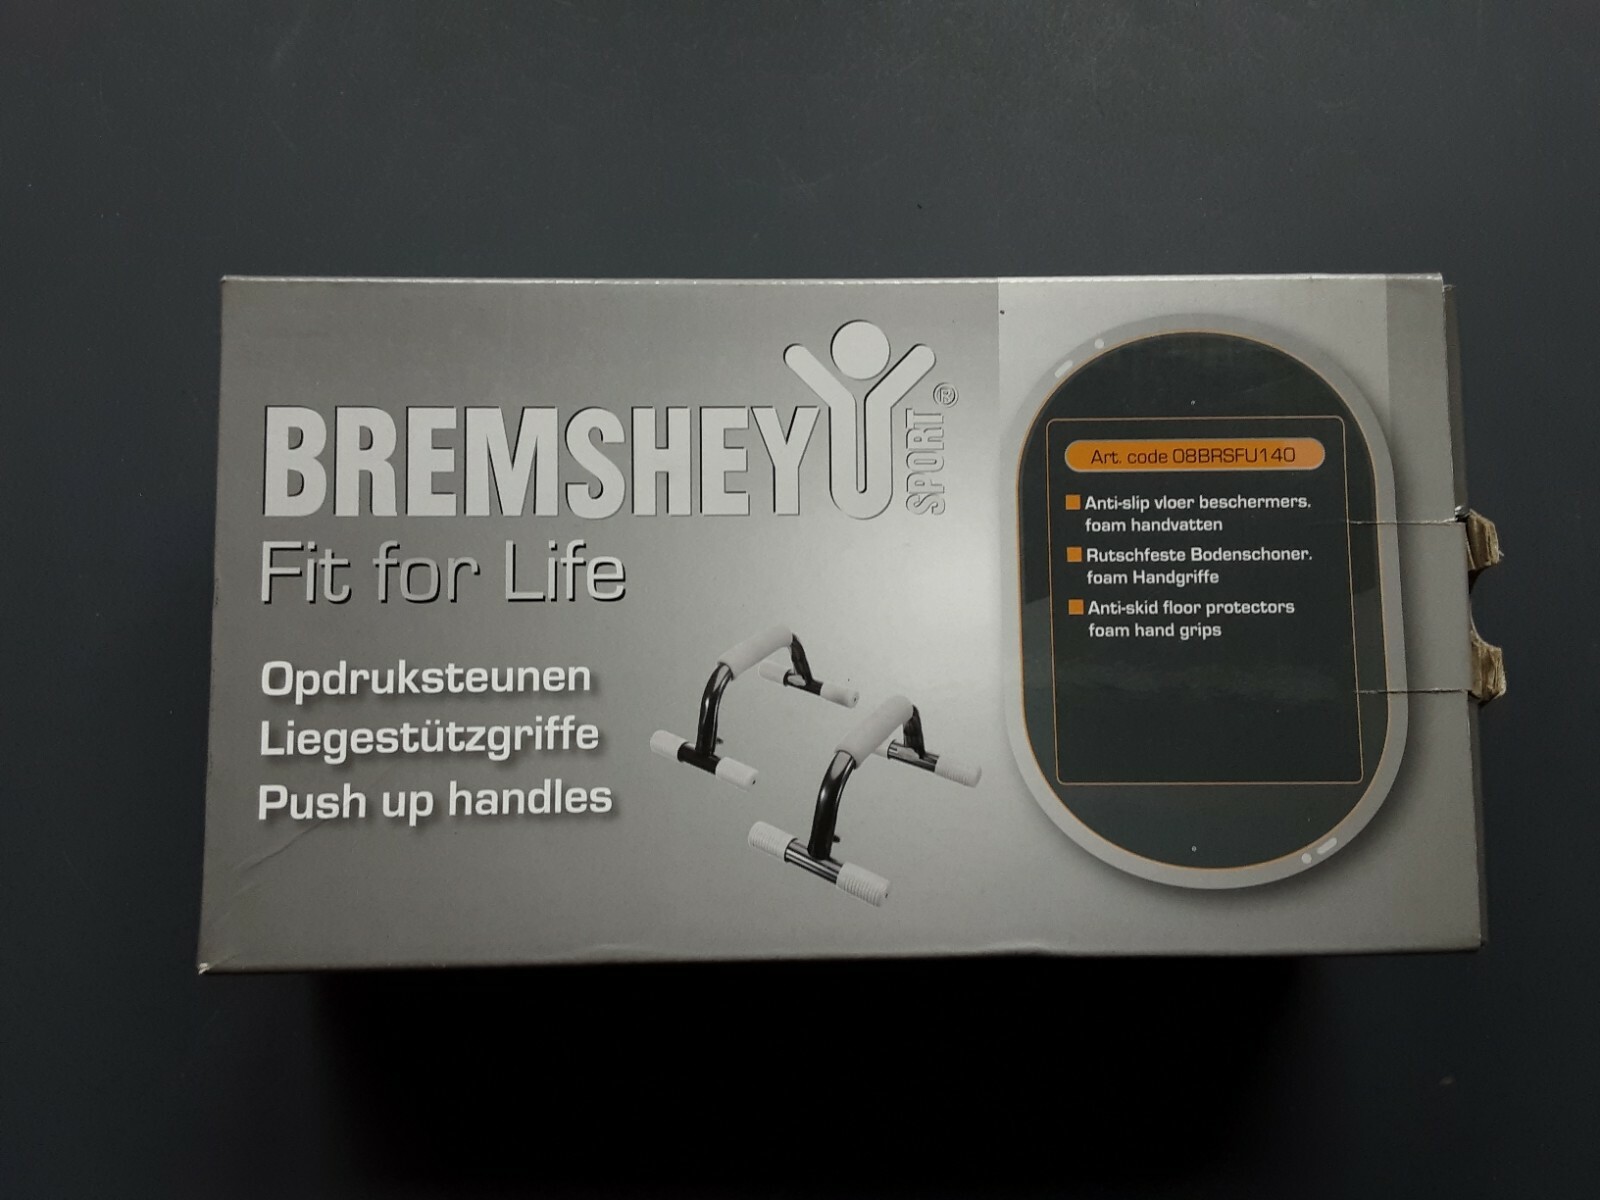 BREMSHEY
SPORT®
Fit for Life
Opdruksteunen
Liegestützgriffe
Push up handles
Art. code 08BRSFU140
Anti-slip vloer beschermers.
foam handvatten
Rutschfeste Bodenschoner.
foam Handgriffe
Anti-skid floor protectors
foam hand grips